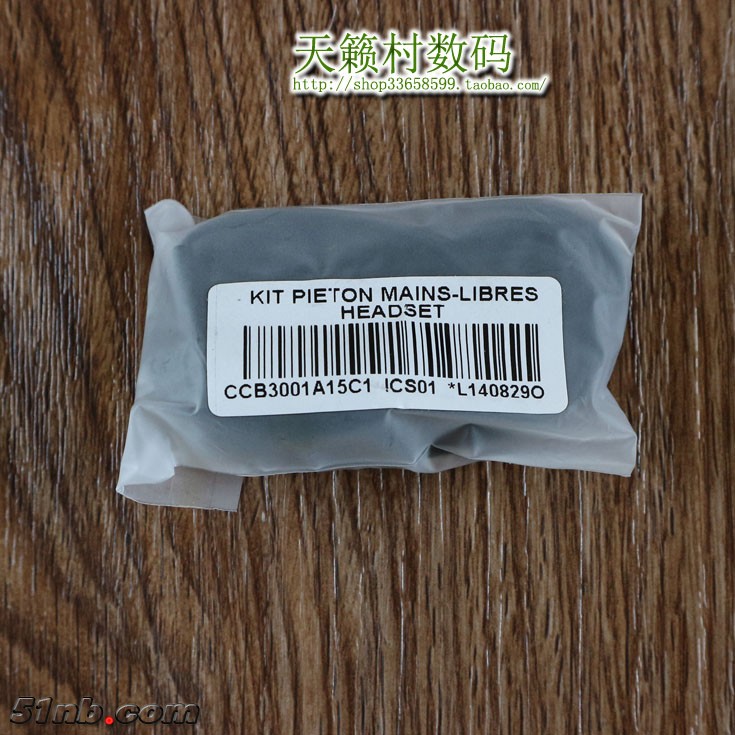 天籁村数码
http://shop33658599.taobao.com/
KIT PIETON MAINS-LIBRES
HEADSET
CCB3001A15C1 !CS01 *L140829O
51nb.com